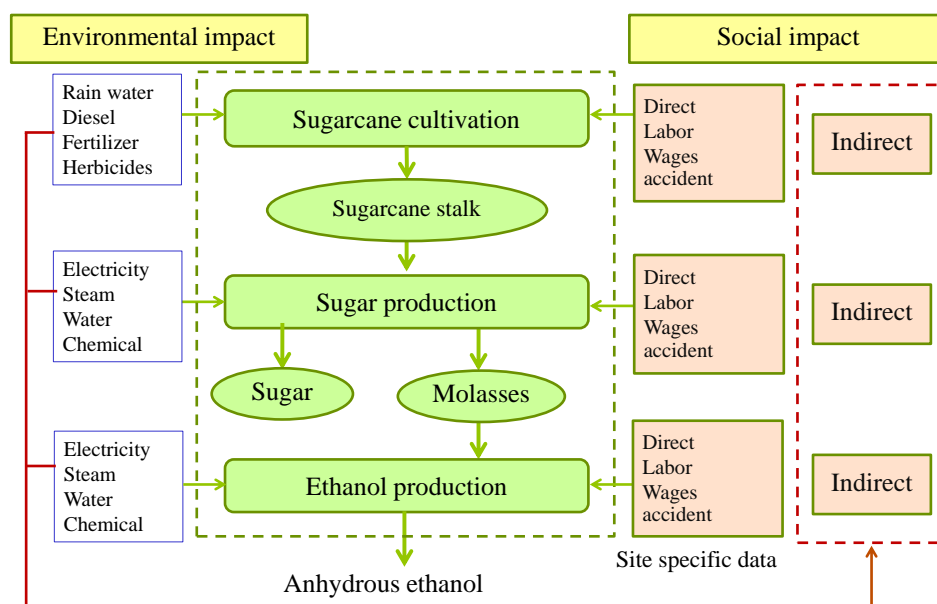 Environmental impact
Social impact
Rain water
Diesel
Fertilizer
Herbicides
Sugarcane cultivation
Direct
Labor
Wages
accident
Indirect
Sugarcane stalk
Electricity
Steam
Water
Chemical
Sugar production
Direct
Labor
Wages
accident
Indirect
Sugar
Molasses
Electricity
Steam
Water
Chemical
Ethanol production
Direct
Labor
Wages
accident
Indirect
Site specific data
Anhydrous ethanol